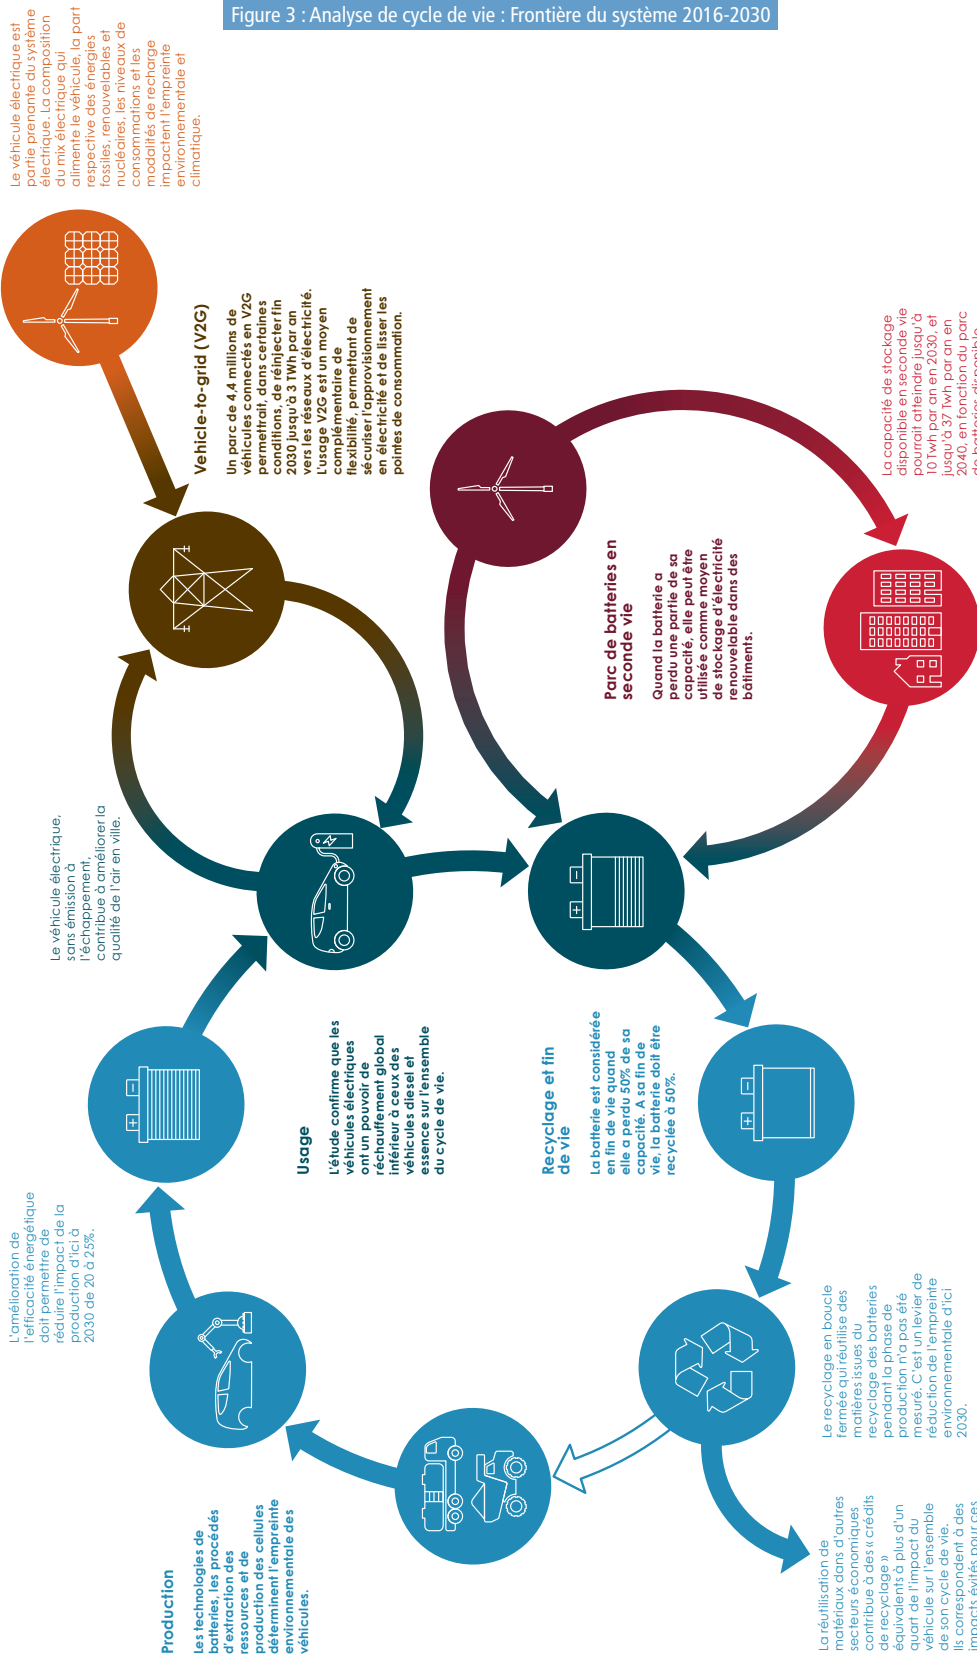 Figure 3 : Analyse de cycle de vie : Frontière du système 2016-2030
Le véhicule électrique est
partie prenante du système
électrique. La composition
du mix électrique qui
alimente le véhicule, la part
respective des énergies
fossiles, renouvelables et
nucléaires, les niveaux de
consommations et les
modalités de recharge
impactent l'empreinte
environnementale et
climatique.
Vehicle-to-grid (V2G)
Un parc de 4,4 millions de
véhicules connectés en V2G
permettrait, dans certaines
conditions, de réinjecter fin
2030 jusqu'à 3 TWh par an
vers les réseaux d'électricité.
L'usage V2G est un moyen
complémentaire de
flexibilité, permettant de
sécuriser l'approvisionnement
en électricité et de lisser les
pointes de consommation.
Le véhicule électrique,
sans émission à
l'échappement,
contribue à améliorer la
qualité de l'air en ville.
L'amélioration de
l'efficacité énergétique
doit permettre de
réduire l'impact de la
production d'ici à
2030 de 20 à 25%.
Production
Les technologies de
batteries, les procédés
d'extraction des
ressources et de
production des cellules
déterminent l'empreinte
environnementale des
véhicules.
Usage
L'étude confirme que les
véhicules électriques
ont un pouvoir de
réchauffement global
inférieur à ceux des
véhicules diesel et
essence sur l'ensemble
du cycle de vie.
Parc de batteries en
seconde vie
Quand la batterie a
perdu une partie de sa
capacité, elle peut être
utilisée comme moyen
de stockage d'électricité
renouvelable dans des
bâtiments.
La capacité de stockage
disponible en seconde vie
pourrait atteindre jusqu'à
10 Twh par an en 2030, et
jusqu'à 37 Twh par an en
2040, en fonction du parc
de batteries disponible
Recyclage et fin
de vie
La batterie est considérée
en fin de vie quand
elle a perdu 50% de sa
capacité. A sa fin de
vie, la batterie doit être
recyclée à 50%.
Le recyclage en boucle
fermée qui réutilise des
matières issues du
recyclage des batteries
pendant la phase de
production n'a pas été
mesuré. C'est un levier de
réduction de l'empreinte
environnementale d'ici
2030.
La réutilisation de
matériaux dans d'autres
secteurs économiques
contribue à des « crédits
de recyclage »
équivalents à plus d'un
quart de l'impact du
véhicule sur l'ensemble
de son cycle de vie.
Ils correspondent à des
impacts évités pour ces